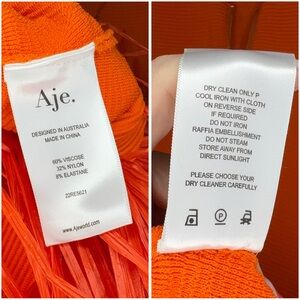 Aje.
DESIGNED IN AUSTRALIA
MADE IN CHINA
60% VISCOSE
32% NYLON
8% ELASTANE
22RE5621
www.Ajeworld.com
DRY CLEAN ONLY P
COOL IRON WITH CLOTH
ON REVERSE SIDE
IF REQUIRED
DO NOT IRON
RAFFIA EMBELLISHMENT
DO NOT STEAM
STORE AWAY FROM
DIRECT SUNLIGHT
PLEASE CHOOSE YOUR
DRY CLEANER CAREFULLY
P